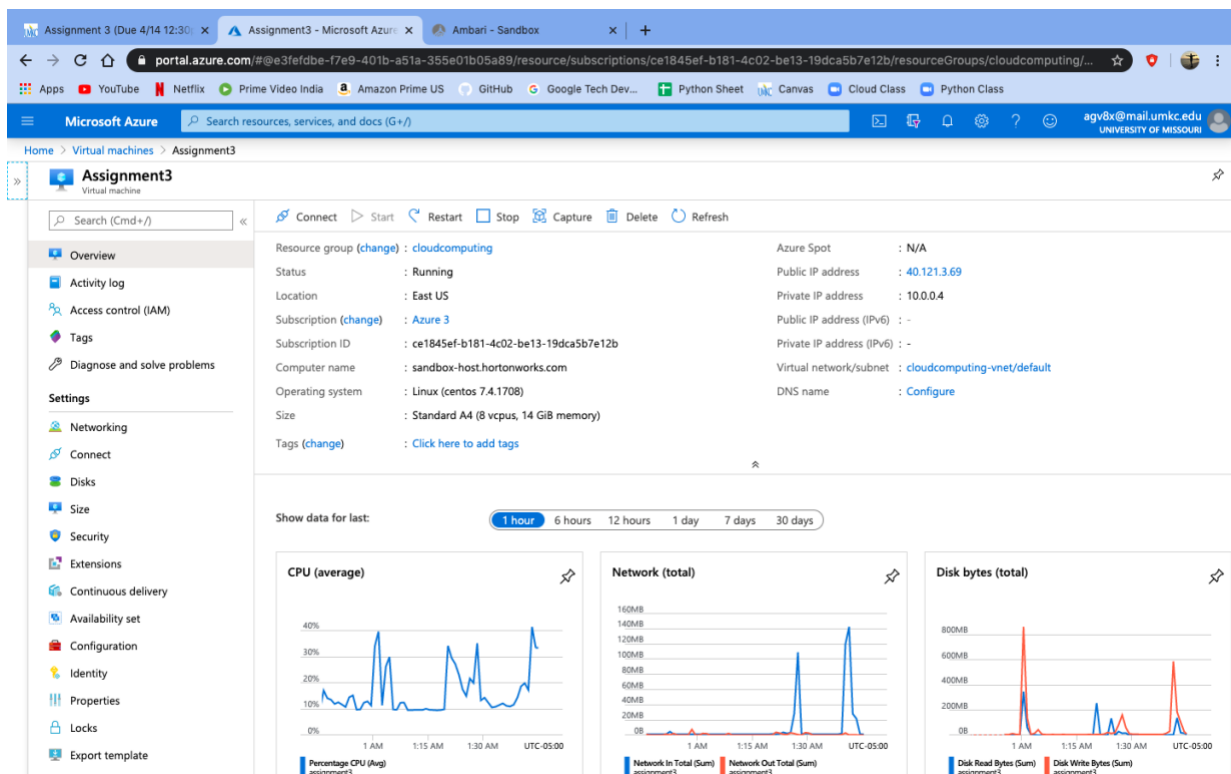 Assignment 3 (Due 4/14 12:30
Assignment3 - Microsoft Azure
Ambari - Sandbox
portal.azure.com/#@e3fefdbe-f7e9-401b-a51a-355e01b05a89/resource/subscriptions/ce1845ef-b181-4c02-be13-19dca5b7e12b/resourceGroups/cloudcomputing/...
Apps YouTube Netflix Prime Video India Amazon Prime US GitHub Google Tech Dev... Python Sheet Canvas Cloud Class Python Class
Microsoft Azure
Search resources, services, and docs (G+/)
agv8x@mail.umkc.edu
UNIVERSITY OF MISSOURI
Home > Virtual machines > Assignment3
Assignment3
Virtual machine
Search (Cmd+/)
Overview
Activity log
Access control (IAM)
Tags
Diagnose and solve problems
Settings
Networking
Connect
Disks
Size
Security
Extensions
Continuous delivery
Availability set
Configuration
Identity
Properties
Locks
Export template
Connect Start Restart Stop Capture Delete Refresh
Resource group (change) : cloudcomputing
Status : Running
Location : East US
Subscription (change) : Azure 3
Subscription ID : ce1845ef-b181-4c02-be13-19dca5b7e12b
Computer name : sandbox-host.hortonworks.com
Operating system : Linux (centos 7.4.1708)
Size : Standard A4 (8 vcpus, 14 GiB memory)
Tags (change) : Click here to add tags
Azure Spot : N/A
Public IP address : 40.121.3.69
Private IP address : 10.0.0.4
Public IP address (IPv6) : -
Private IP address (IPv6) : -
Virtual network/subnet : cloudcomputing-vnet/default
DNS name : Configure
Show data for last:
1 hour 6 hours 12 hours 1 day 7 days 30 days
CPU (average)
40%
30%
20%
10%
0%
1 AM 1:15 AM 1:30 AM UTC-05:00
Percentage CPU (Avg)
assignment3
Network (total)
160MB
140MB
120MB
100MB
80MB
60MB
40MB
20MB
0B
1 AM 1:15 AM 1:30 AM UTC-05:00
Network In Total (Sum) Network Out Total (Sum)
assignment3 assignment3
Disk bytes (total)
800MB
600MB
400MB
200MB
0B
1 AM 1:15 AM 1:30 AM UTC-05:00
Disk Read Bytes (Sum) Disk Write Bytes (Sum)
assignment3 assignment3